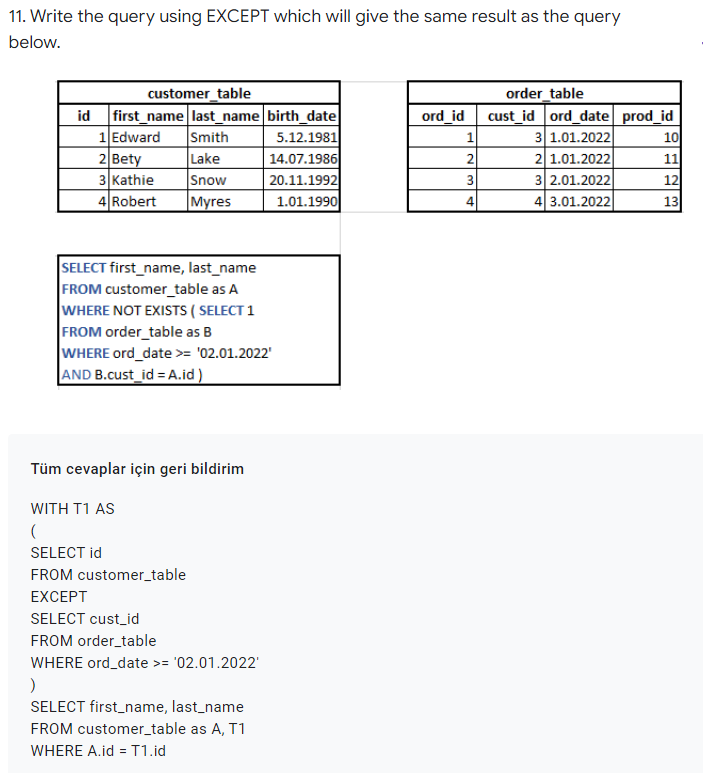 11. Write the query using EXCEPT which will give the same result as the query
below.
customer_table
id first_name last_name birth_date
1 Edward Smith 5.12.1981
2 Bety Lake 14.07.1986
3 Kathie Snow 20.11.1992
4 Robert Myres 1.01.1990
order_table
ord_id cust_id ord_date prod_id
1 3 1.01.2022 10
2 2 1.01.2022 11
3 3 2.01.2022 12
4 4 3.01.2022 13
SELECT first_name, last_name
FROM customer_table as A
WHERE NOT EXISTS ( SELECT 1
FROM order_table as B
WHERE ord_date >= '02.01.2022'
AND B.cust_id = A.id )
Tüm cevaplar için geri bildirim
WITH T1 AS
(
SELECT id
FROM customer_table
EXCEPT
SELECT cust_id
FROM order_table
WHERE ord_date >= '02.01.2022'
)
SELECT first_name, last_name
FROM customer_table as A, T1
WHERE A.id = T1.id